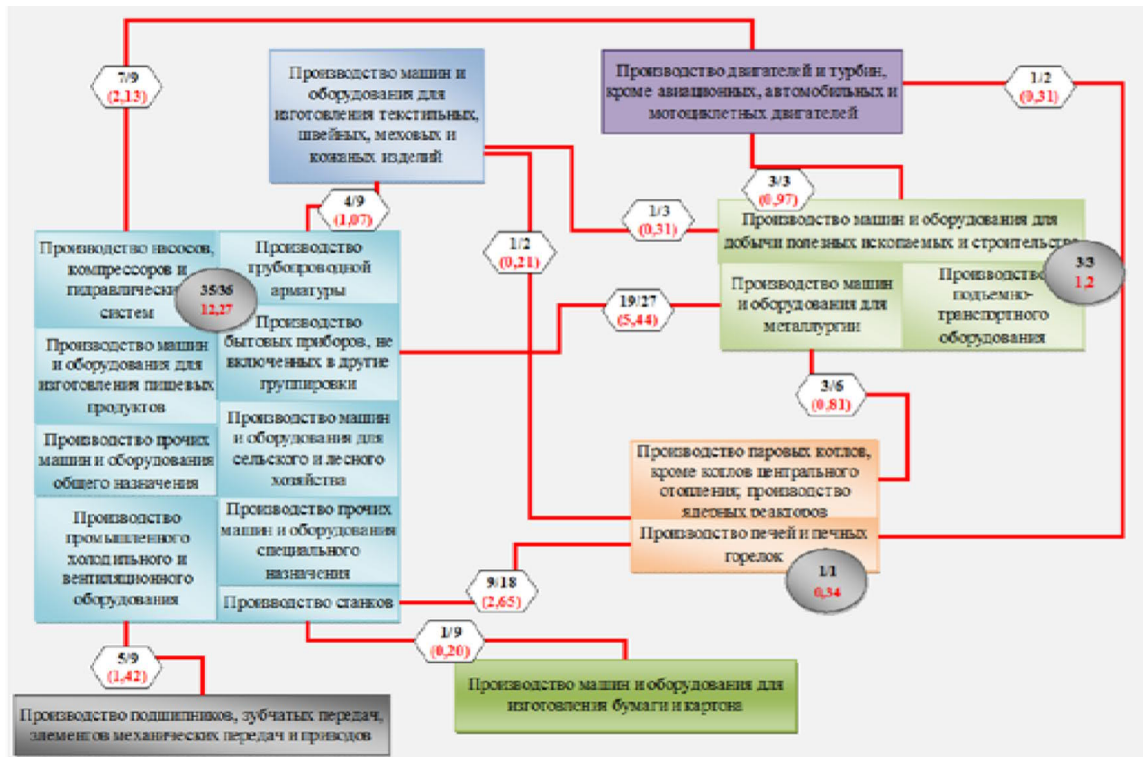 7/9
(2,13)
Производство машин и
оборудования для
изготовления текстильных,
швейных, меховых и
кожаных изделий
Производство двигателей и турбин,
кроме авиационных, автомобильных и
мотоциклетных двигателей
1/2
(0,31)
4/9
(1,07)
1/3
(0,31)
3/3
(0,97)
1/2
(0,21)
Производство машин и оборудования для
добычи полезных ископаемых и строительства
3/3
1,2
Производство машин
и оборудования для
металлургии
Производство
подъемно-
транспортного
оборудования
Производство насосов,
компрессоров и
гидравлических
систем
35/36
12,27
Производство
трубопроводной
арматуры
Производство машин
и оборудования для
изготовления пищевых
продуктов
Производство
бытовых приборов, не
включенных в другие
группировки
19/27
(5,44)
3/6
(0,81)
Производство прочих
машин и оборудования
общего назначения
Производство машин
и оборудования для
сельского и лесного
хозяйства
Производство паровых котлов,
кроме котлов центрального
отопления; производство
ядерных реакторов
Производство печей и печных
горелок
1/1
0,34
Производство
промышленного
холодильного и
вентиляционного
оборудования
Производство прочих
машин и оборудования
специального
назначения
Производство станков
9/18
(2,65)
5/9
(1,42)
1/9
(0,20)
Производство подшипников, зубчатых передач,
элементов механических передач и приводов
Производство машин и оборудования для
изготовления бумаги и картона